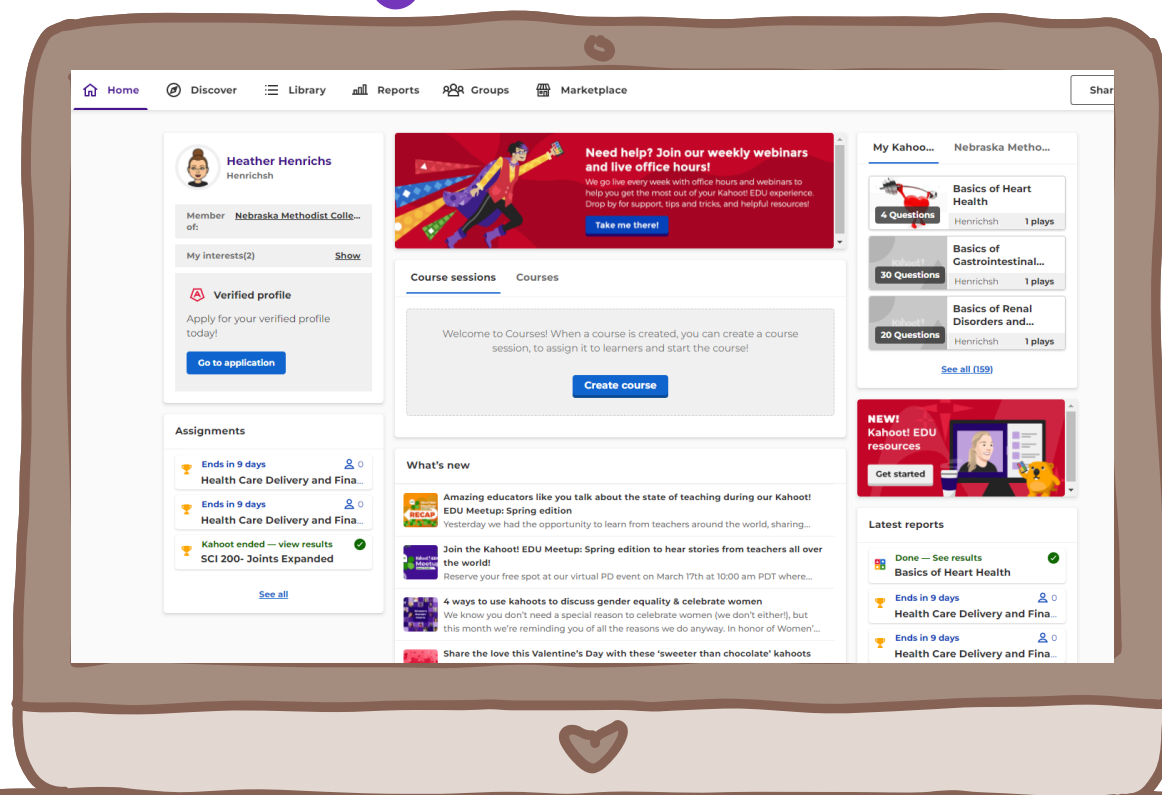 Home
Discover
Library
Reports
Groups
Marketplace
Shar
Heather Henrichs
Henrichsh
Member of:
Nebraska Methodist Colle...
My interests(2)
Show
Verified profile
Apply for your verified profile
today!
Go to application
Assignments
Ends in 9 days
0
Health Care Delivery and Fina...
Ends in 9 days
0
Health Care Delivery and Fina...
Kahoot ended — view results
SCI 200- Joints Expanded
See all
Need help? Join our weekly webinars
and live office hours!
We go live every week with office hours and webinars to
help you get the most out of your Kahoot! EDU experience.
Drop by for support, tips and tricks, and helpful resources!
Take me there!
Course sessions
Courses
Welcome to Courses! When a course is created, you can create a course
session, to assign it to learners and start the course!
Create course
What's new
RECAP
Amazing educators like you talk about the state of teaching during our Kahoot!
EDU Meetup: Spring edition
Yesterday we had the opportunity to learn from teachers around the world, sharing...
Join the Kahoot! EDU Meetup: Spring edition to hear stories from teachers all over
the world!
Reserve your free spot at our virtual PD event on March 17th at 10:00 am PDT where...
4 ways to use kahoots to discuss gender equality & celebrate women
We know you don't need a special reason to celebrate women (we don't either!), but
this month we're reminding you of all the reasons we do anyway. In honor of Women'...
Share the love this Valentine's Day with these 'sweeter than chocolate' kahoots
My Kahoo...
Nebraska Metho...
4 Questions
Basics of Heart
Health
Henrichsh
1 plays
30 Questions
Basics of
Gastrointestinal...
Henrichsh
1 plays
20 Questions
Basics of Renal
Disorders and...
Henrichsh
1 plays
See all (159)
NEW!
Kahoot! EDU
resources
Get started
Latest reports
Done — See results
Basics of Heart Health
Ends in 9 days
0
Health Care Delivery and Fina...
Ends in 9 days
0
Health Care Delivery and Fina...